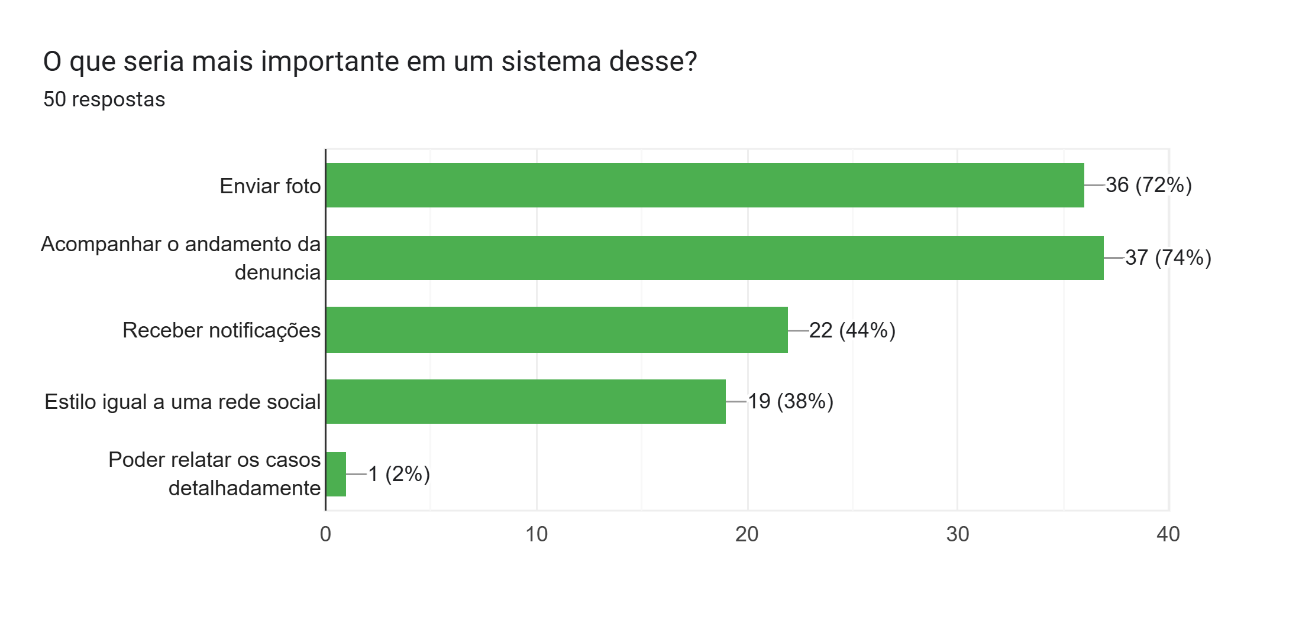 O que seria mais importante em um sistema desse?
50 respostas
Enviar foto
36 (72%)
Acompanhar o andamento da
denuncia
37 (74%)
Receber notificações
22 (44%)
Estilo igual a uma rede social
19 (38%)
Poder relatar os casos
detalhadamente
1 (2%)
0
10
20
30
40